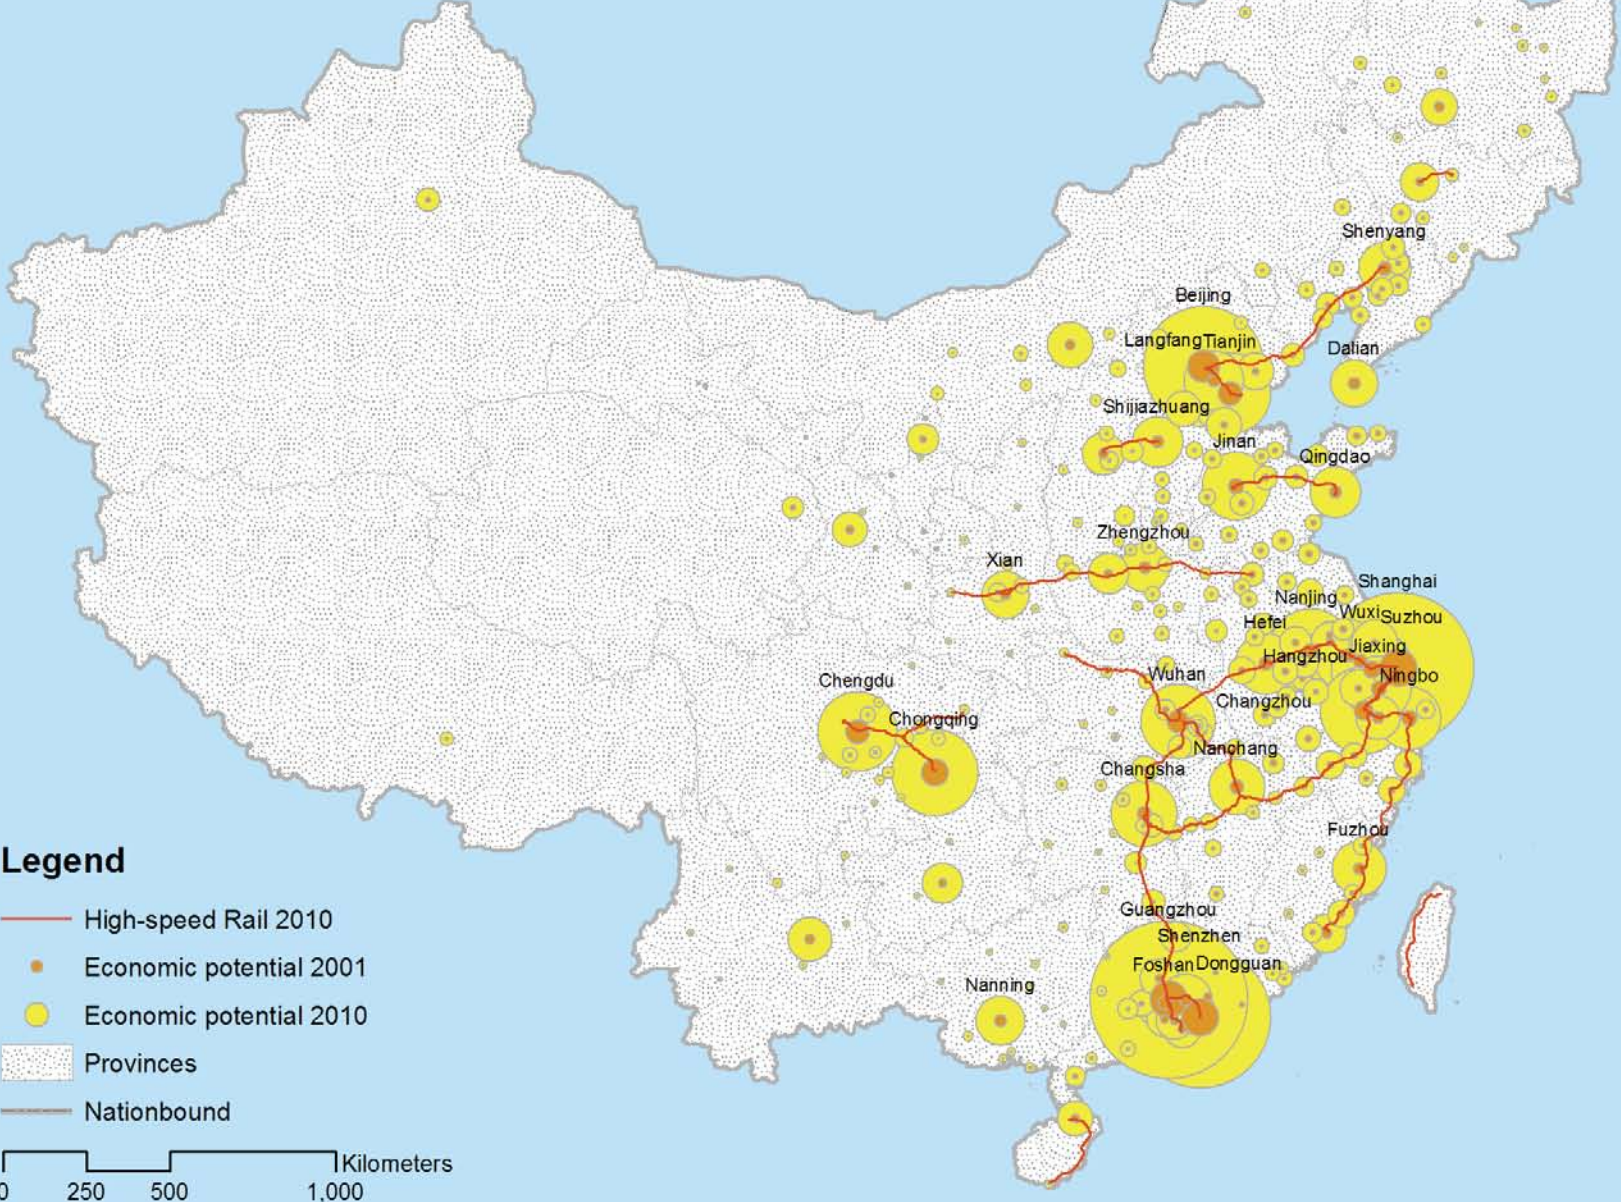 Shenyang
Beijing
Langfang Tianjin
Dalian
Shijiazhuang
Jinan
Qingdao
Zhengzhou
Xian
Shanghai
Nanjing
Wuxi Suzhou
Hefei
Jiaxing
Hangzhou
Ningbo
Wuhan
Chengdu
Changzhou
Chongqing
Nanchang
Changsha
Fuzhou
Legend
High-speed Rail 2010
Guangzhou
Shenzhen
Foshan Dongguan
Economic potential 2001
Nanning
Economic potential 2010
Provinces
Nationbound
Kilometers
0 250 500 1,000